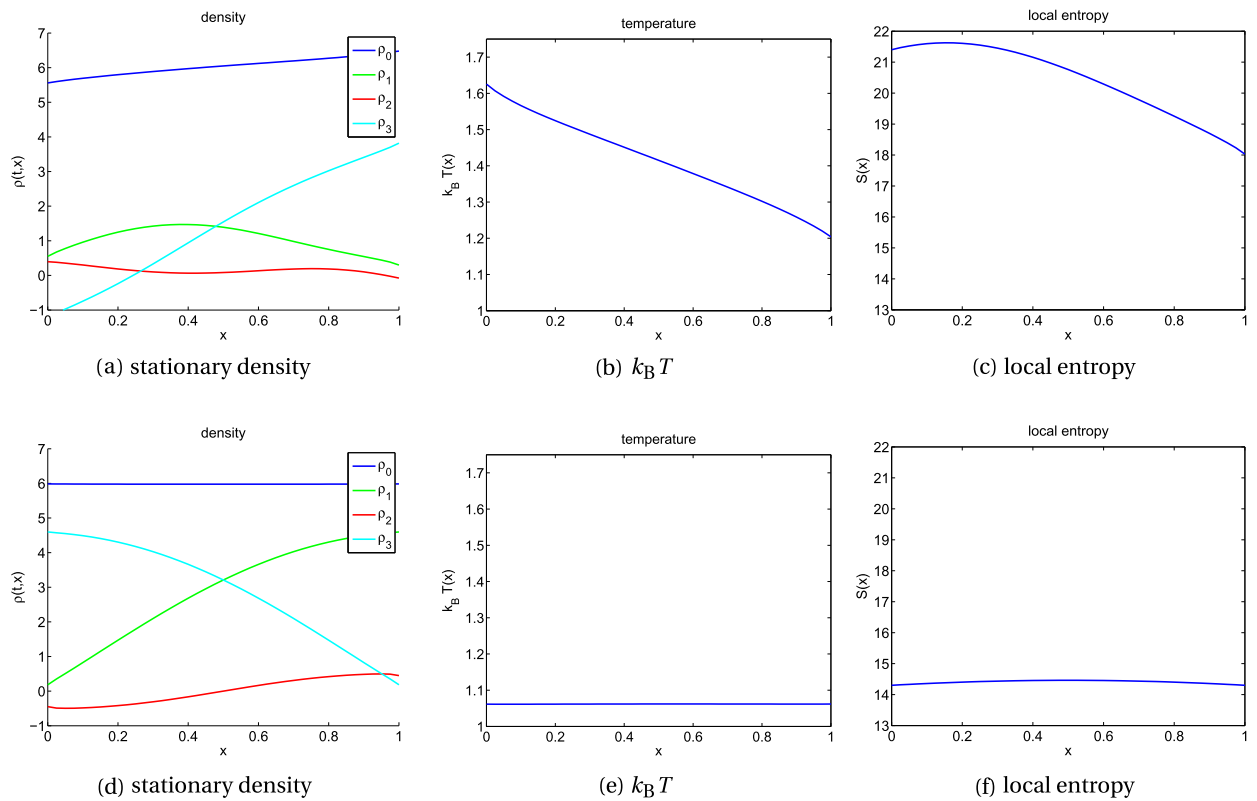 density
7
6
5
4
3
2
1
0
−1
ρ(t,x)
0 0.2 0.4 0.6 0.8 1
x
ρ0
ρ1
ρ2
ρ3
(a) stationary density
temperature
1.7
1.6
1.5
1.4
1.3
1.2
1.1
1
kB T(x)
0 0.2 0.4 0.6 0.8 1
x
(b) kBT
local entropy
22
21
20
19
18
17
16
15
14
13
S(x)
0 0.2 0.4 0.6 0.8 1
x
(c) local entropy
density
7
6
5
4
3
2
1
0
−1
ρ(t,x)
0 0.2 0.4 0.6 0.8 1
x
ρ0
ρ1
ρ2
ρ3
(d) stationary density
temperature
1.7
1.6
1.5
1.4
1.3
1.2
1.1
1
kB T(x)
0 0.2 0.4 0.6 0.8 1
x
(e) kBT
local entropy
22
21
20
19
18
17
16
15
14
13
S(x)
0 0.2 0.4 0.6 0.8 1
x
(f) local entropy